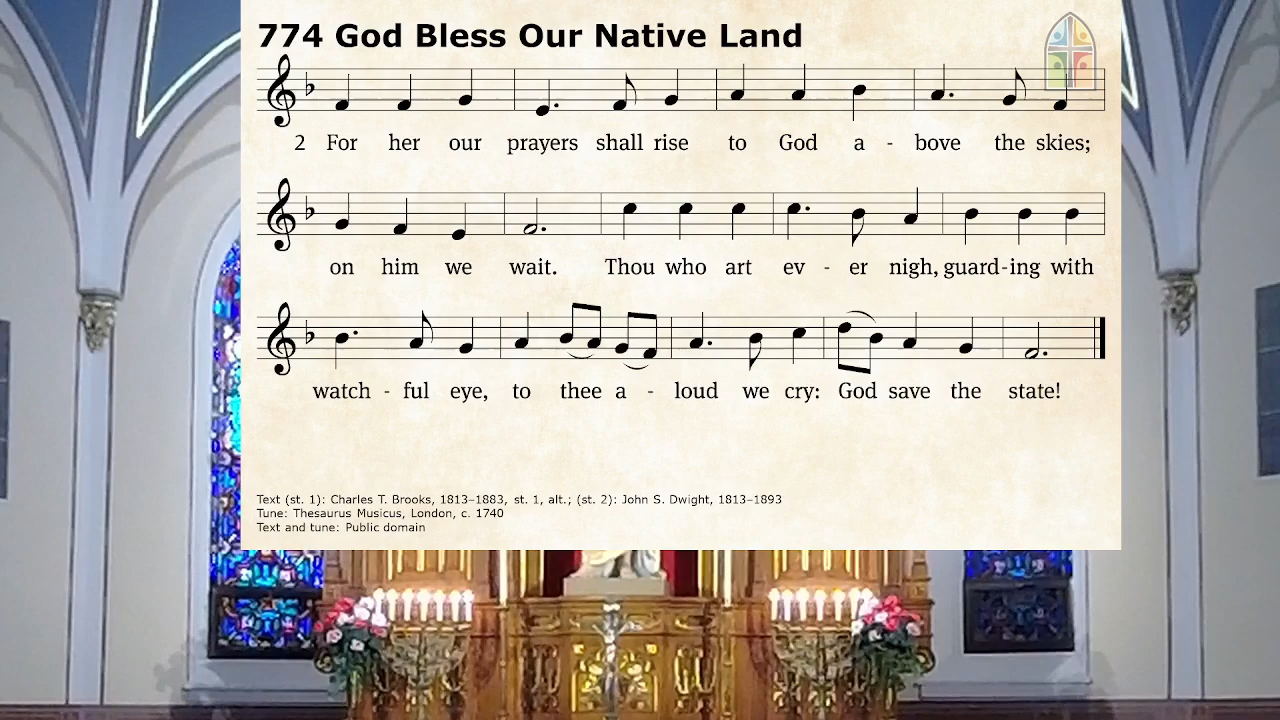 774 God Bless Our Native Land
2 For her our prayers shall rise to God a - bove the skies;
on him we wait. Thou who art ev - er nigh, guard - ing with
watch - ful eye, to thee a - loud we cry: God save the state!
Text (st. 1): Charles T. Brooks, 1813–1883, st. 1, alt.; (st. 2): John S. Dwight, 1813–1893
Tune: Thesaurus Musicus, London, c. 1740
Text and tune: Public domain